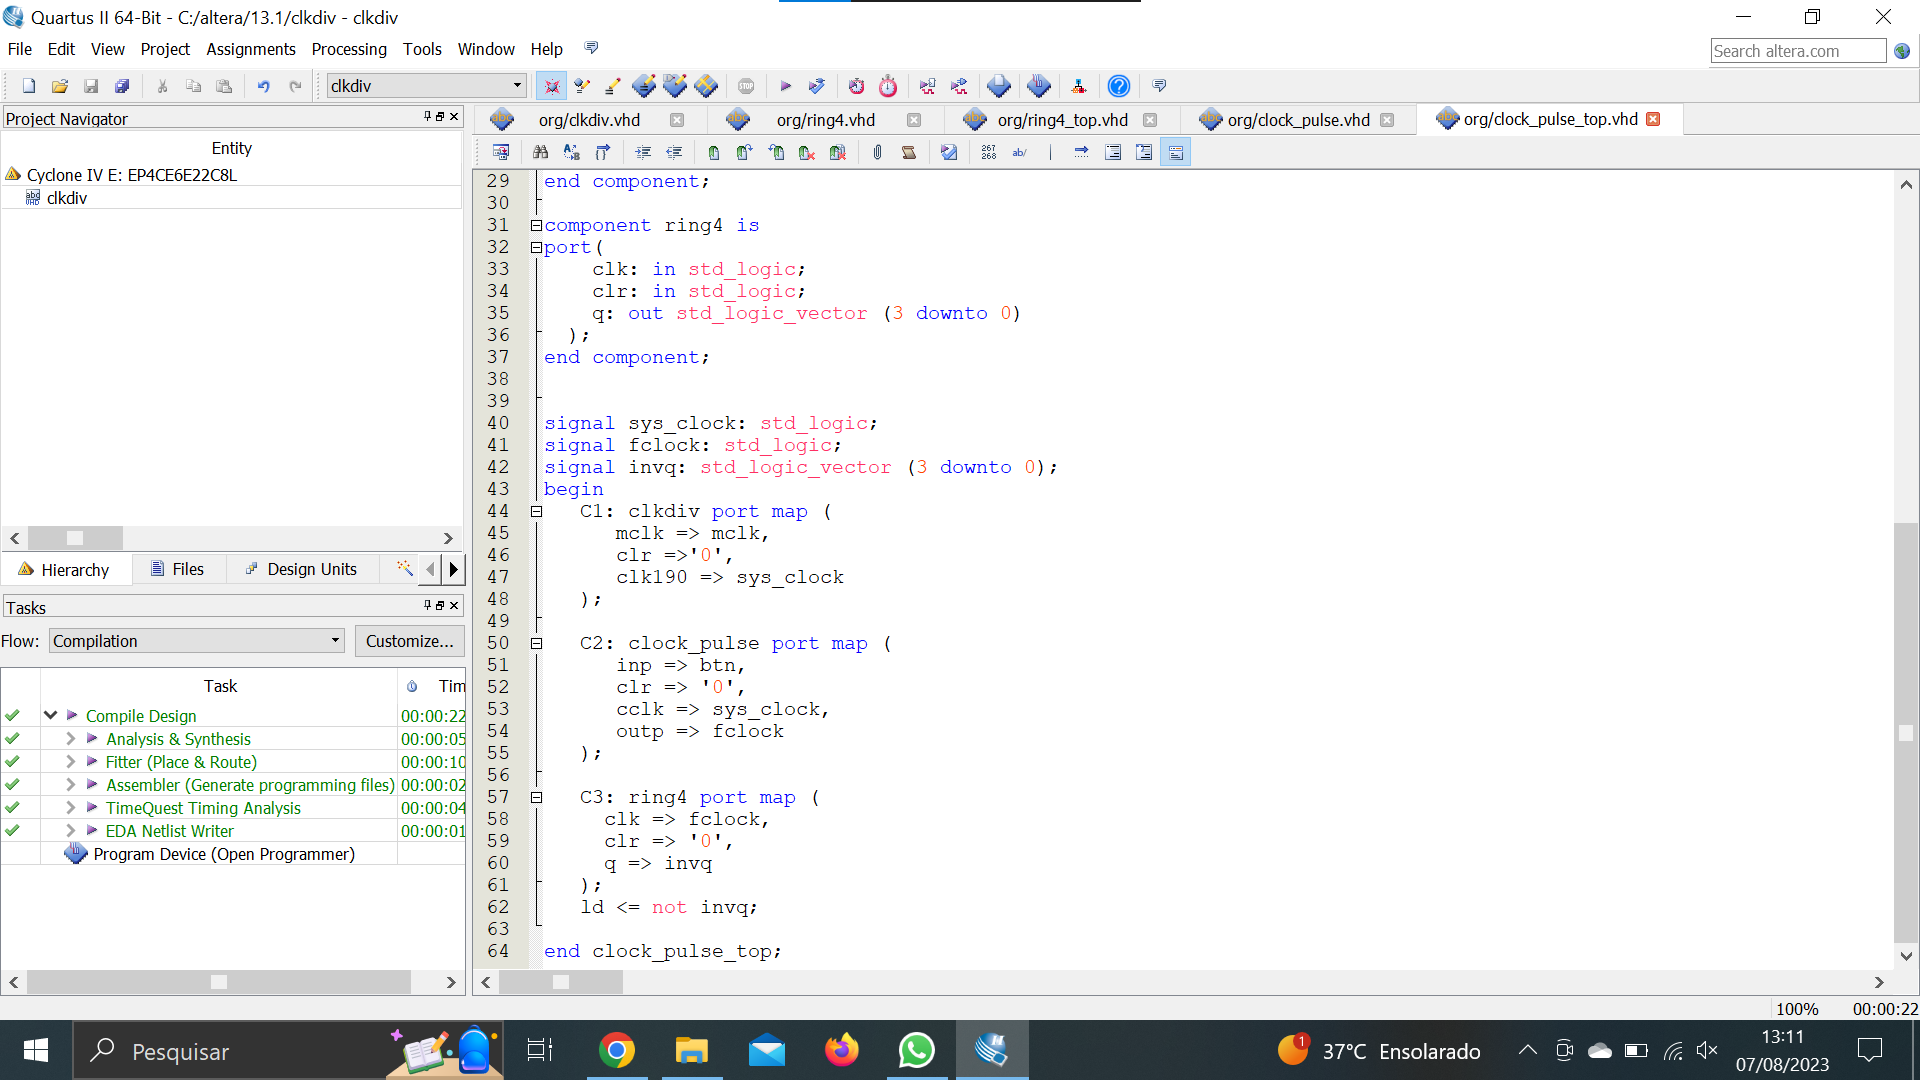 Quartus II 64-Bit - C:/altera/13.1/clkdiv - clkdiv
File Edit View Project Assignments Processing Tools Window Help
Search altera.com
clkdiv
STOP
Project Navigator
Entity
Cyclone IV E: EP4CE6E22C8L
clkdiv
Hierarchy Files Design Units
Tasks
Flow: Compilation Customize...
Task Tim
Compile Design 00:00:22
Analysis & Synthesis 00:00:05
Fitter (Place & Route) 00:00:10
Assembler (Generate programming files) 00:00:02
TimeQuest Timing Analysis 00:00:04
EDA Netlist Writer 00:00:01
Program Device (Open Programmer)
org/clkdiv.vhd org/ring4.vhd org/ring4_top.vhd org/clock_pulse.vhd org/clock_pulse_top.vhd
267
268
ab/
29 end component;
30
31 component ring4 is
32 port(
33 clk: in std_logic;
34 clr: in std_logic;
35 q: out std_logic_vector (3 downto 0)
36 );
37 end component;
38
39
40 signal sys_clock: std_logic;
41 signal fclock: std_logic;
42 signal invq: std_logic_vector (3 downto 0);
43 begin
44 C1: clkdiv port map (
45 mclk => mclk,
46 clr =>'0',
47 clk190 => sys_clock
48 );
49
50 C2: clock_pulse port map (
51 inp => btn,
52 clr => '0',
53 cclk => sys_clock,
54 outp => fclock
55 );
56
57 C3: ring4 port map (
58 clk => fclock,
59 clr => '0',
60 q => invq
61 );
62 ld <= not invq;
63
64 end clock_pulse_top;
100% 00:00:22
Pesquisar
1
37°C Ensolarado
13:11
07/08/2023